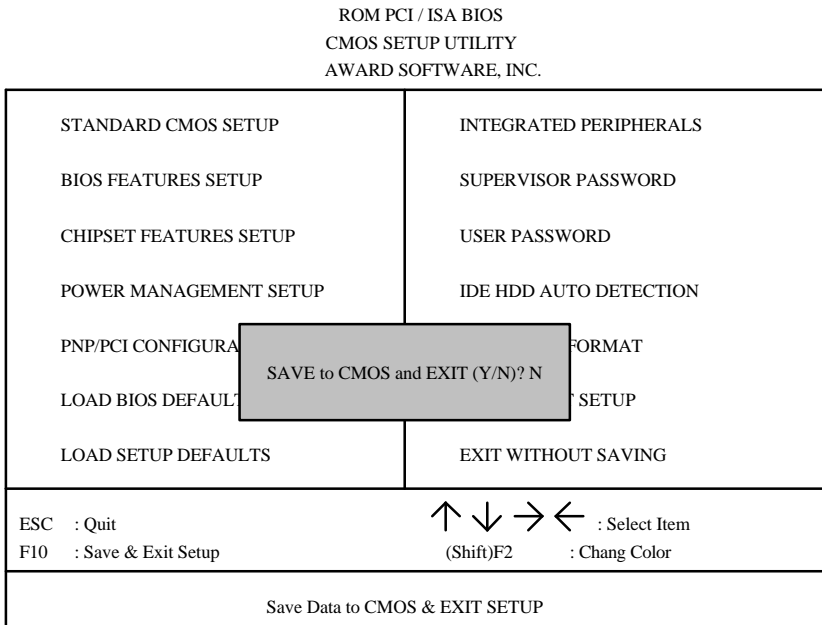 ROM PCI / ISA BIOS
CMOS SETUP UTILITY
AWARD SOFTWARE, INC.
STANDARD CMOS SETUP
INTEGRATED PERIPHERALS
BIOS FEATURES SETUP
SUPERVISOR PASSWORD
CHIPSET FEATURES SETUP
USER PASSWORD
POWER MANAGEMENT SETUP
IDE HDD AUTO DETECTION
PNP/PCI CONFIGURA
FORMAT
SAVE to CMOS and EXIT (Y/N)? N
LOAD BIOS DEFAULT
SETUP
LOAD SETUP DEFAULTS
EXIT WITHOUT SAVING
ESC : Quit
↑ ↓ → ← : Select Item
F10 : Save & Exit Setup
(Shift)F2 : Chang Color
Save Data to CMOS & EXIT SETUP